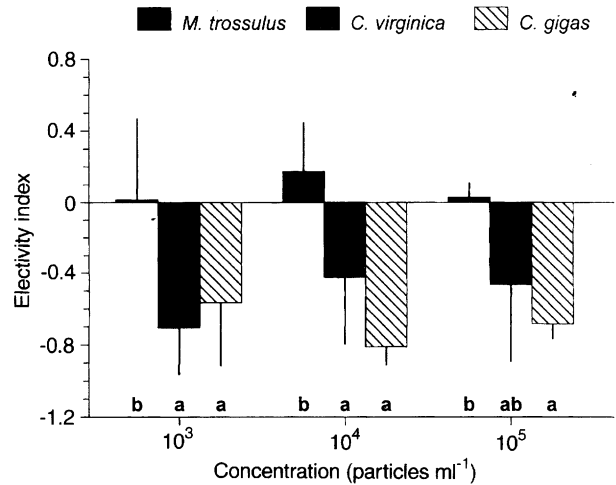 M. trossulus C. virginica C. gigas
0.8
0.4
0
-0.4
-0.8
-1.2
Electivity index
b a a b a a b ab a
10³ 10⁴ 10⁵
Concentration (particles ml⁻¹)